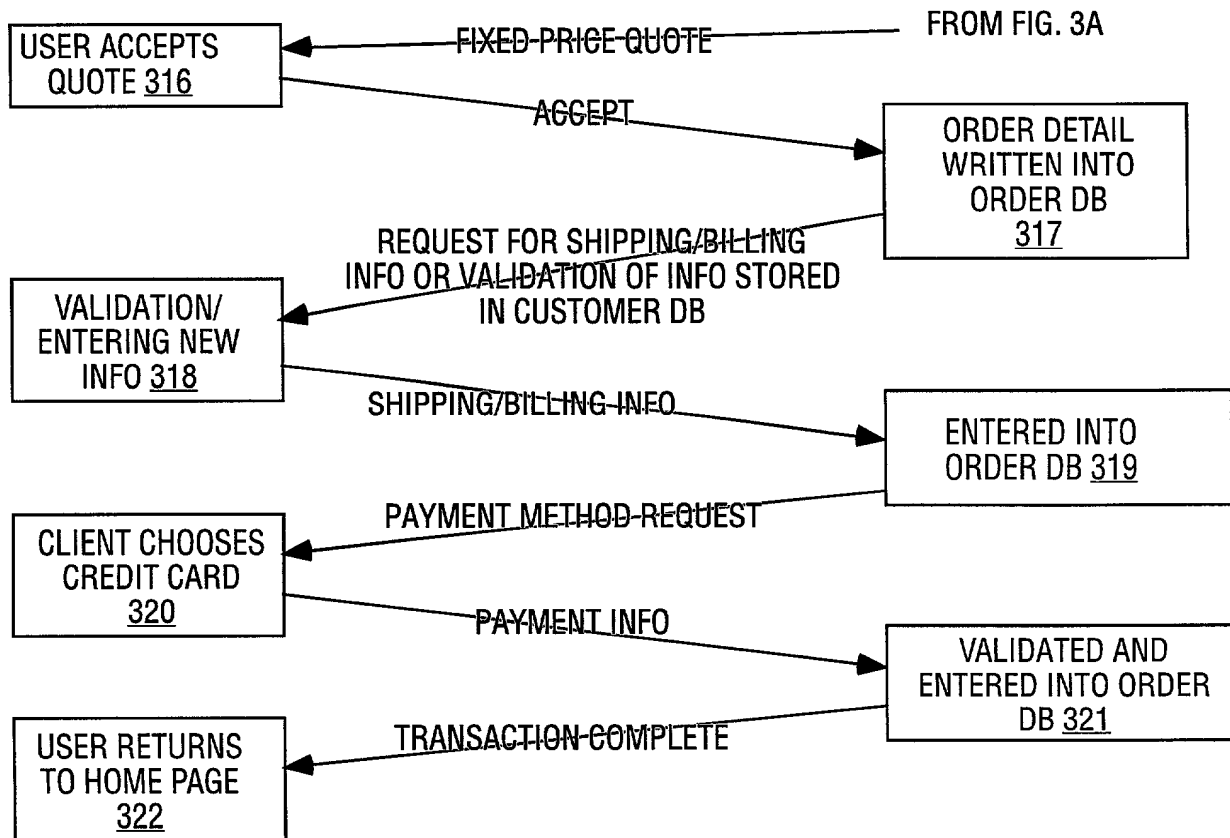 FROM FIG. 3A
FIXED PRICE QUOTE
USER ACCEPTS
QUOTE 316
ACCEPT
ORDER DETAIL
WRITTEN INTO
ORDER DB
317
REQUEST FOR SHIPPING/BILLING
INFO OR VALIDATION OF INFO STORED
IN CUSTOMER DB
VALIDATION/
ENTERING NEW
INFO 318
SHIPPING/BILLING INFO
ENTERED INTO
ORDER DB 319
PAYMENT METHOD REQUEST
CLIENT CHOOSES
CREDIT CARD
320
PAYMENT INFO
VALIDATED AND
ENTERED INTO ORDER
DB 321
TRANSACTION COMPLETE
USER RETURNS
TO HOME PAGE
322